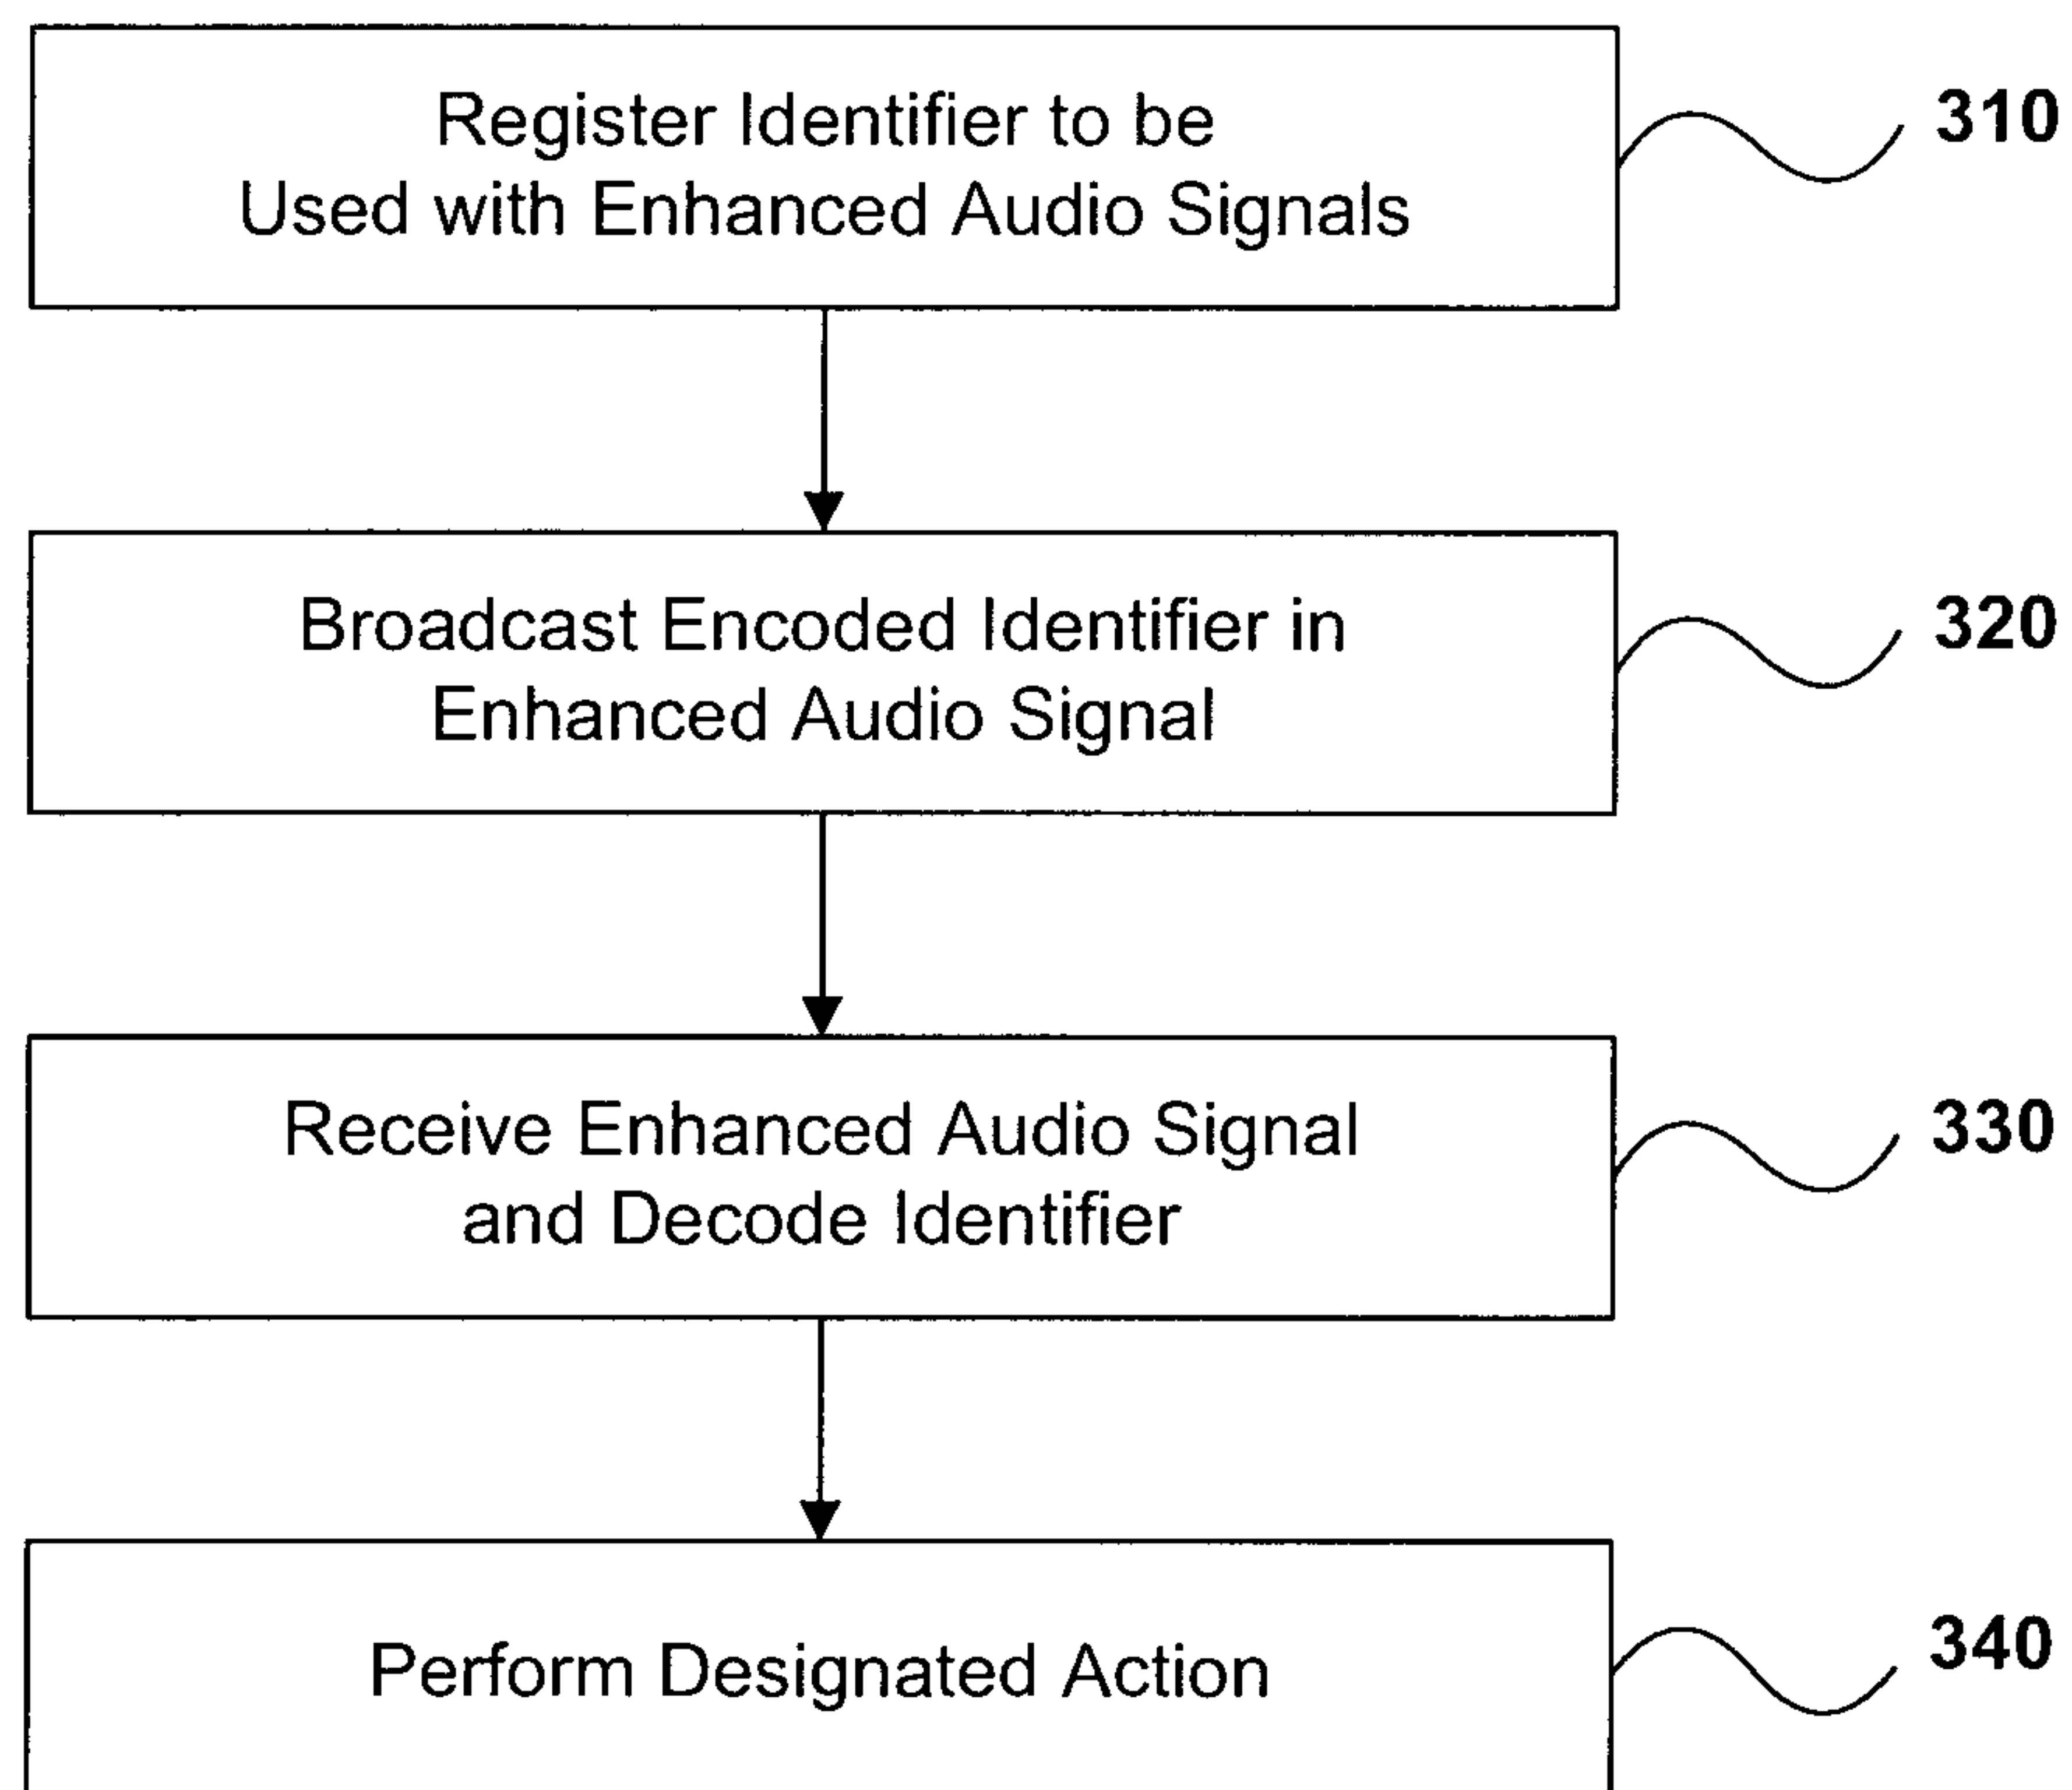 Register Identifier to be
Used with Enhanced Audio Signals
310
Broadcast Encoded Identifier in
Enhanced Audio Signal
320
Receive Enhanced Audio Signal
and Decode Identifier
330
Perform Designated Action
340